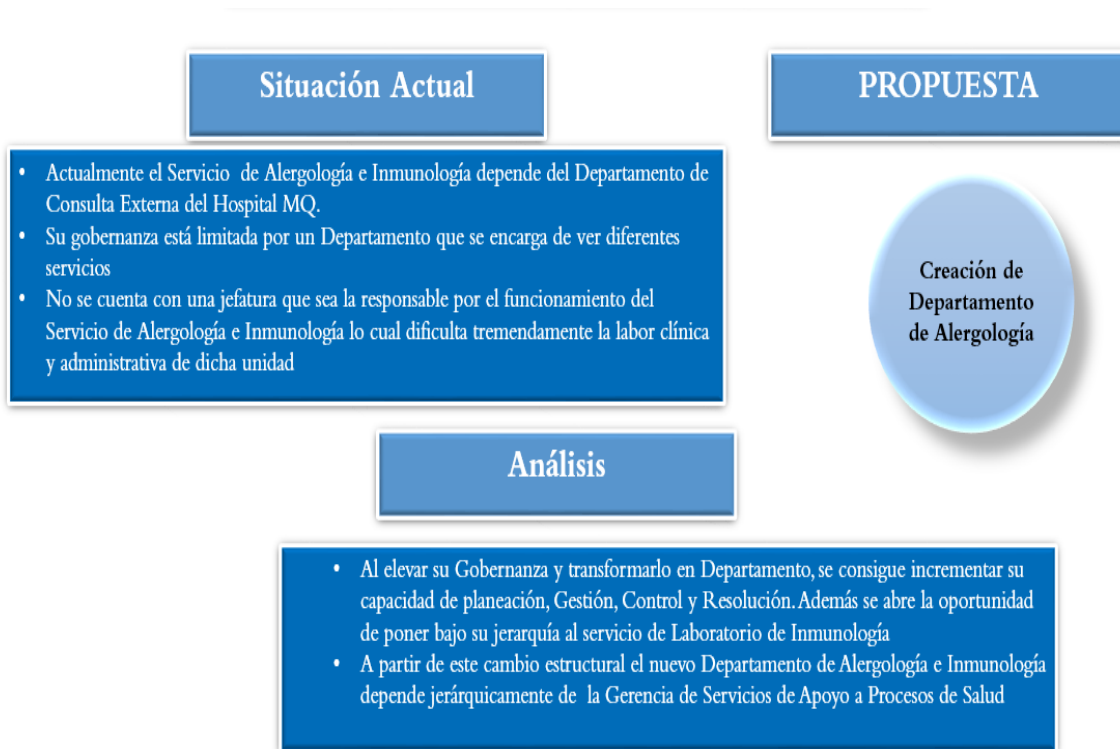 Situación Actual
PROPUESTA
• Actualmente el Servicio de Alergología e Inmunología depende del Departamento de
Consulta Externa del Hospital MQ.
• Su gobernanza está limitada por un Departamento que se encarga de ver diferentes
servicios
• No se cuenta con una jefatura que sea la responsable por el funcionamiento del
Servicio de Alergología e Inmunología lo cual dificulta tremendamente la labor clínica
y administrativa de dicha unidad
Creación de
Departamento
de Alergología
Análisis
• Al elevar su Gobernanza y transformarlo en Departamento, se consigue incrementar su
capacidad de planeación, Gestión, Control y Resolución. Además se abre la oportunidad
de poner bajo su jerarquía al servicio de Laboratorio de Inmunología
• A partir de este cambio estructural el nuevo Departamento de Alergología e Inmunología
depende jerárquicamente de la Gerencia de Servicios de Apoyo a Procesos de Salud